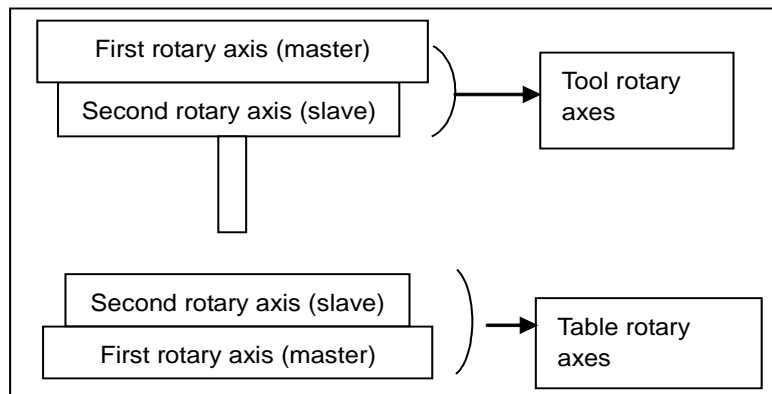 First rotary axis (master)
Second rotary axis (slave)
Tool rotary
axes
Second rotary axis (slave)
First rotary axis (master)
Table rotary
axes